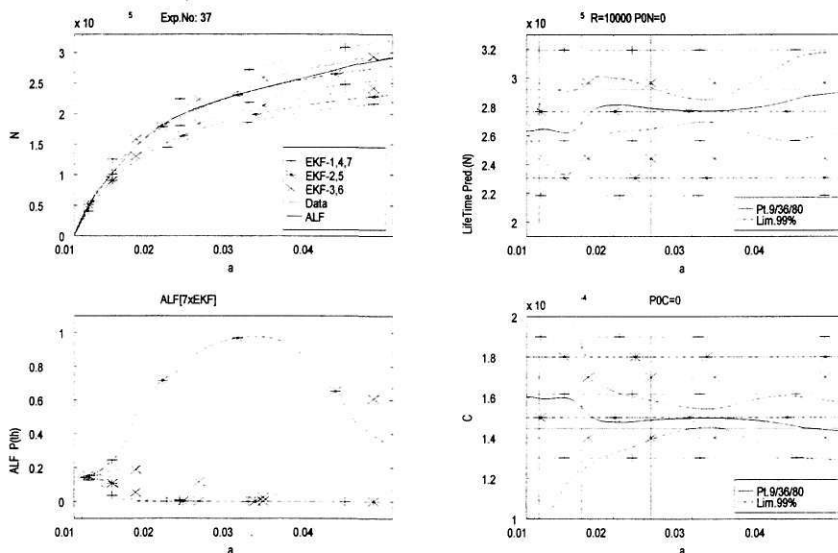 x 10 5 Exp.No: 37
3
2.5
2
1.5
1
0.5
0
N
EKF-1,4,7
EKF-2,5
EKF-3,6
Data
ALF
0.01 0.02 0.03 0.04
a
5 R=10000 P0N=0
3.2
3
2.8
2.6
2.4
2.2
2
LifeTime Pred.(N)
Pt.9/36/80
Lim.99%
0.01 0.02 0.03 0.04
a
ALF[7xEKF]
1
0.8
0.6
0.4
0.2
0
ALF P(th)
0.01 0.02 0.03 0.04
a
x 10 -4 P0C=0
2
1.8
1.6
1.4
1.2
1
C
Pt.9/36/80
Lim.99%
0.01 0.02 0.03 0.04
a